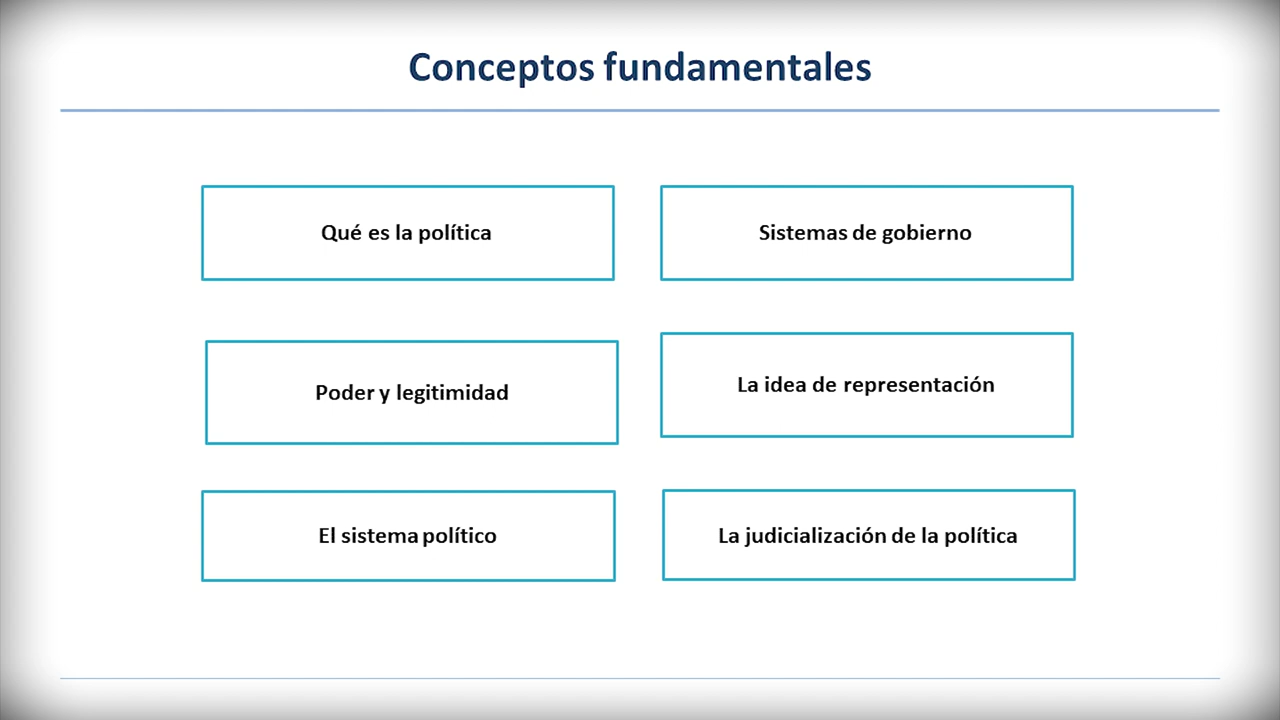 Conceptos fundamentales
Qué es la política
Sistemas de gobierno
Poder y legitimidad
La idea de representación
El sistema político
La judicialización de la política